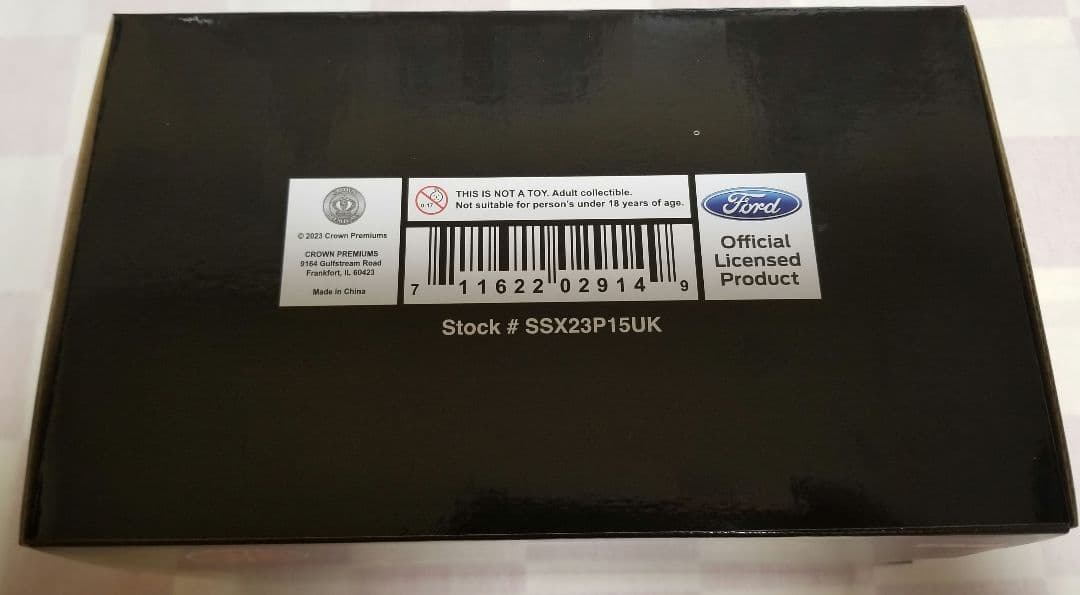 © 2023 Crown Premiums
CROWN PREMIUMS
9164 Gulfstream Road
Frankfort, IL 60423
Made in China
0-17
THIS IS NOT A TOY. Adult collectible.
Not suitable for person's under 18 years of age.
7 11622 02914 9
Ford
Official
Licensed
Product
Stock # SSX23P15UK